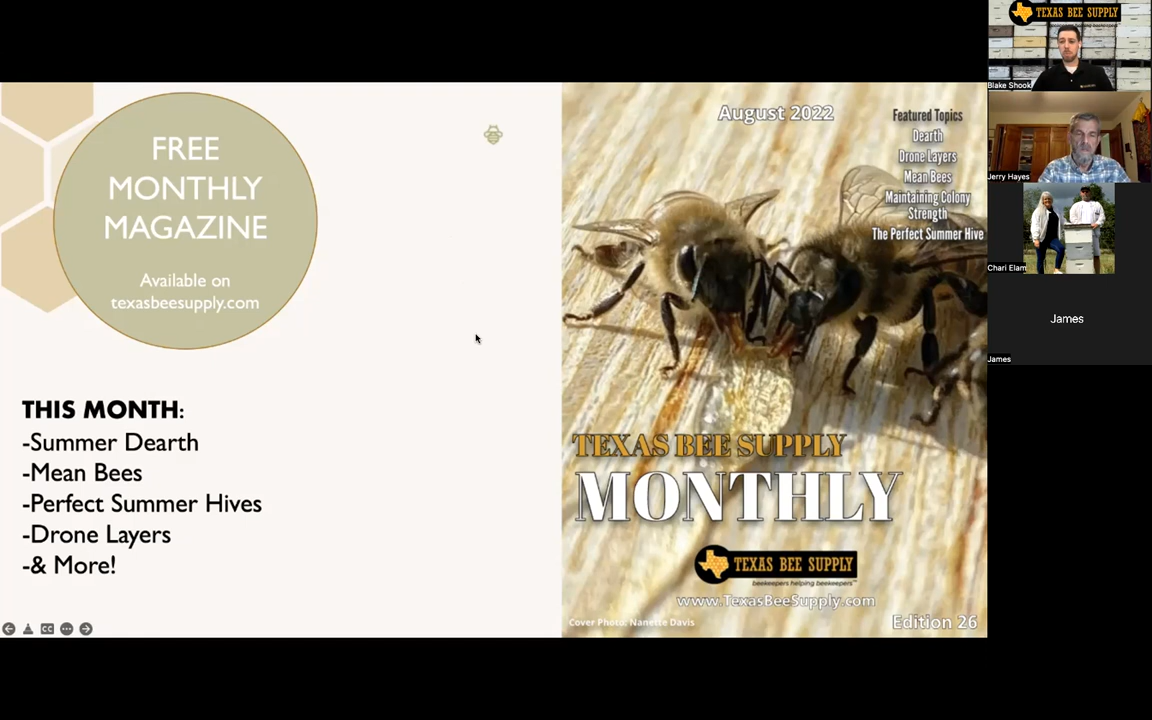 FREE
MONTHLY
MAGAZINE
Available on
texasbeesupply.com
THIS MONTH:
-Summer Dearth
-Mean Bees
-Perfect Summer Hives
-Drone Layers
-& More!
August 2022
Featured Topics
Dearth
Drone Layers
Mean Bees
Maintaining Colony
Strength
The Perfect Summer Hive
TEXAS BEE SUPPLY
MONTHLY
TEXAS BEE SUPPLY
beekeepers helping beekeepers™
www.TexasBeeSupply.com
Cover Photo; Nanette Davis
Edition 26
CC
TEXAS BEE SUPPLY
Blake Shook
Jerry Hayes
Chari Elam
James
James